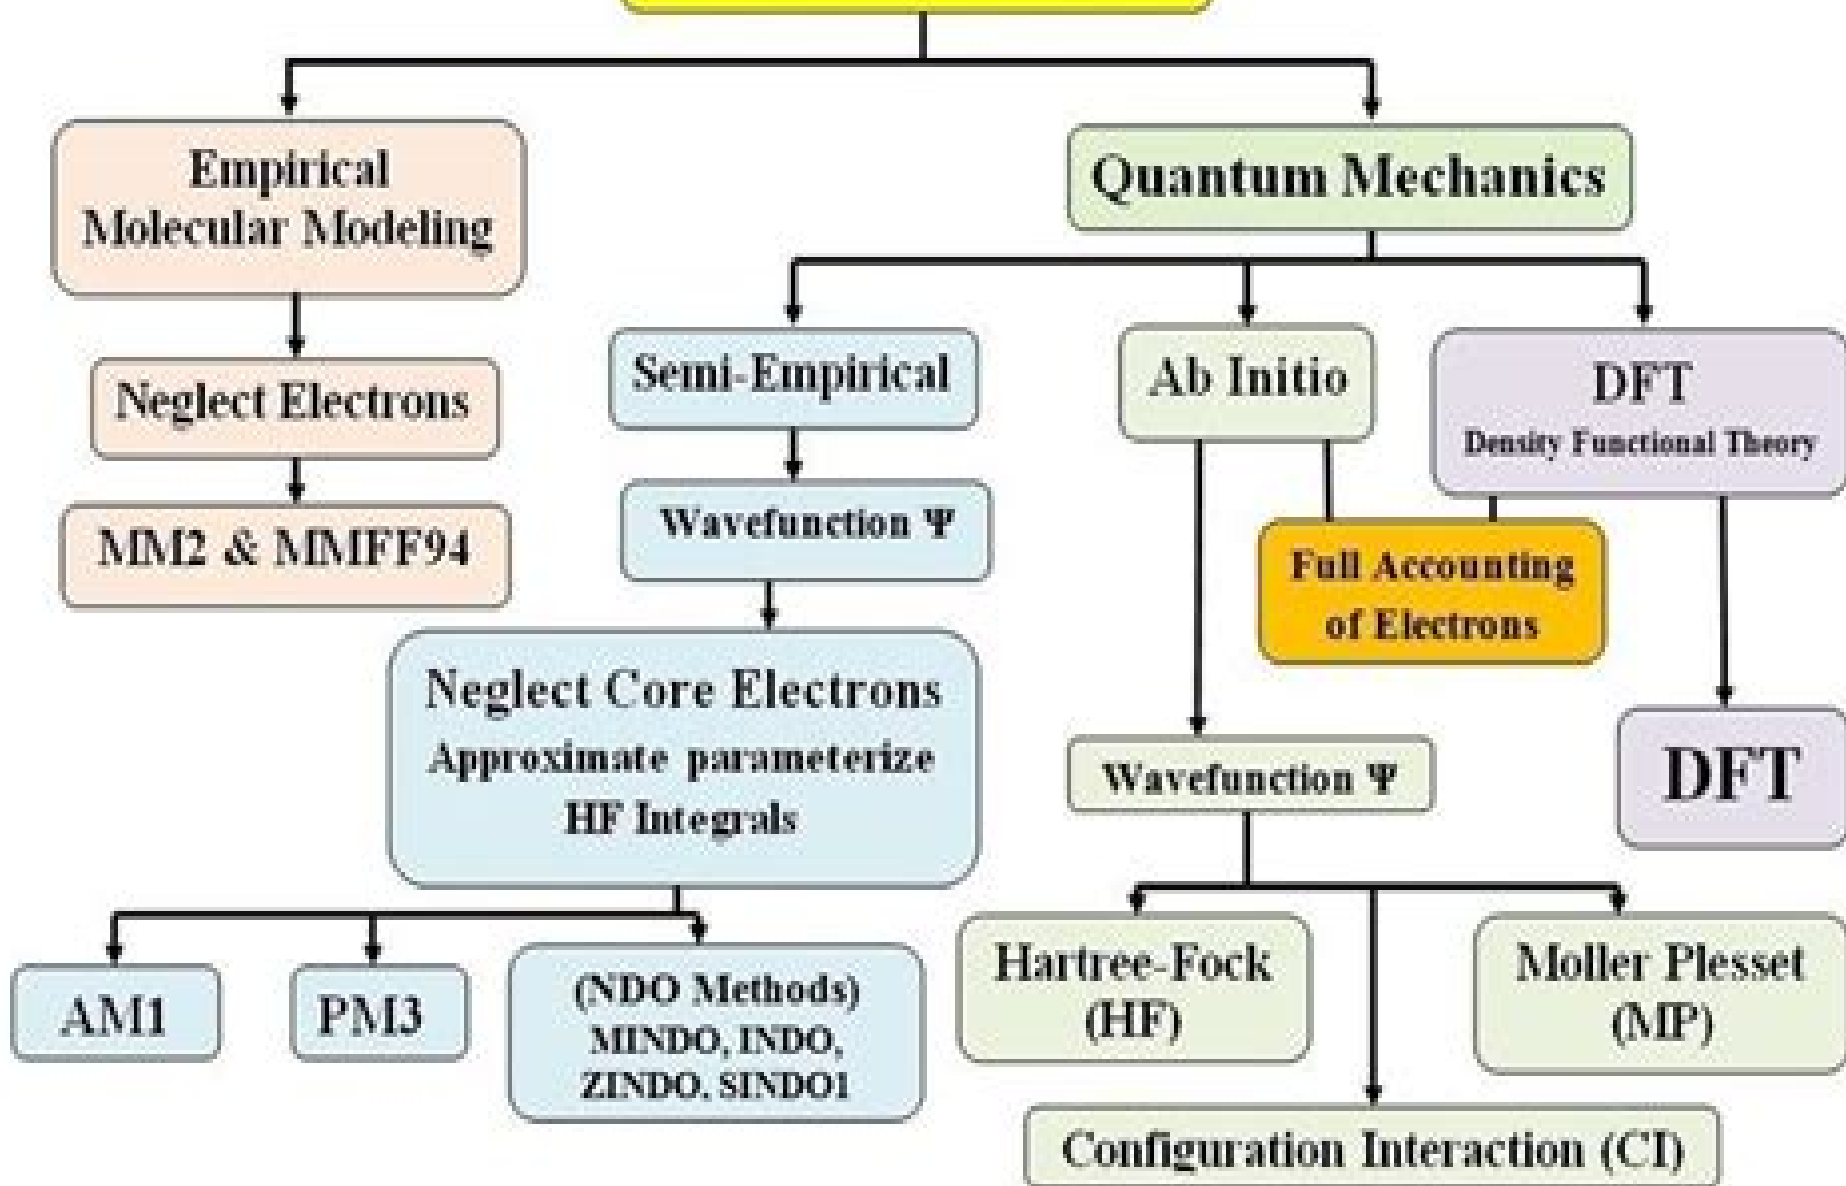 Empirical
Molecular Modeling
Quantum Mechanics
Neglect Electrons
Semi-Empirical
Ab Initio
DFT
Density Functional Theory
MM2 & MMFF94
Wavefunction Ψ
Full Accounting
of Electrons
Neglect Core Electrons
Approximate parameterize
HF Integrals
Wavefunction Ψ
DFT
AM1
PM3
(NDO Methods)
MINDO, INDO,
ZINDO, SINDO1
Hartree-Fock
(HF)
Moller Plesset
(MP)
Configuration Interaction (CI)